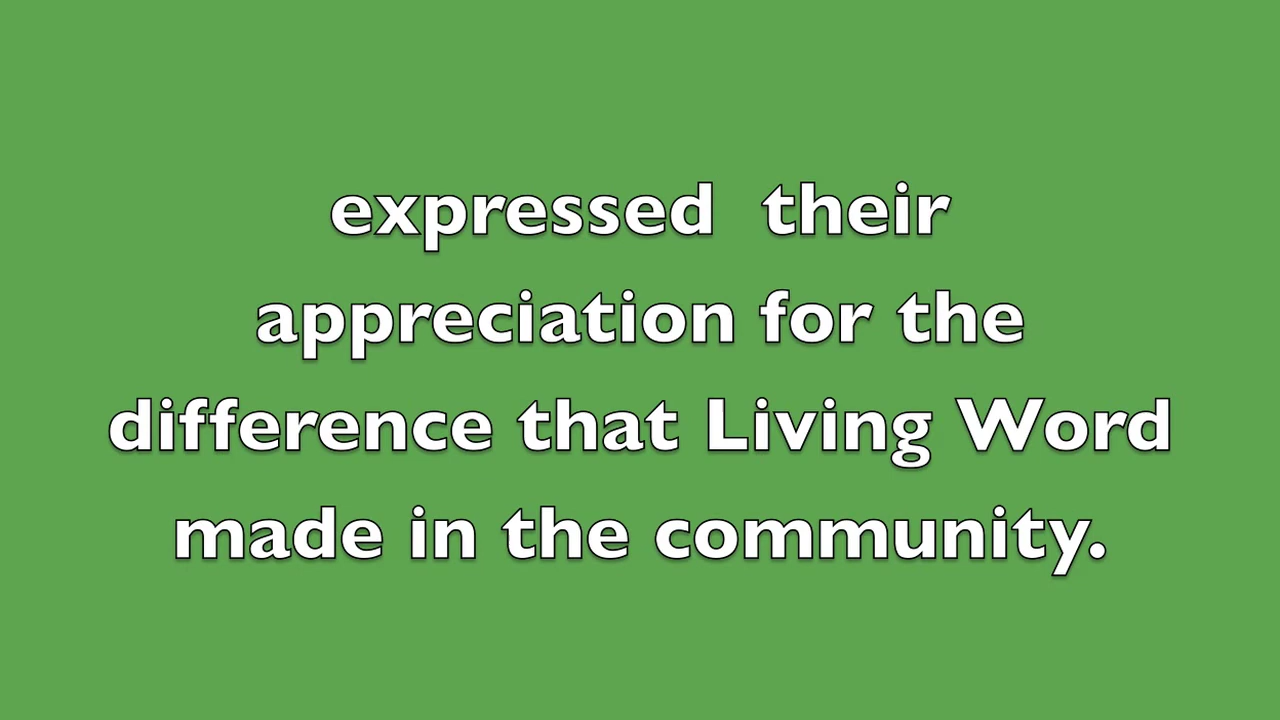 expressed  their
appreciation for the
difference that Living Word
made in the community.